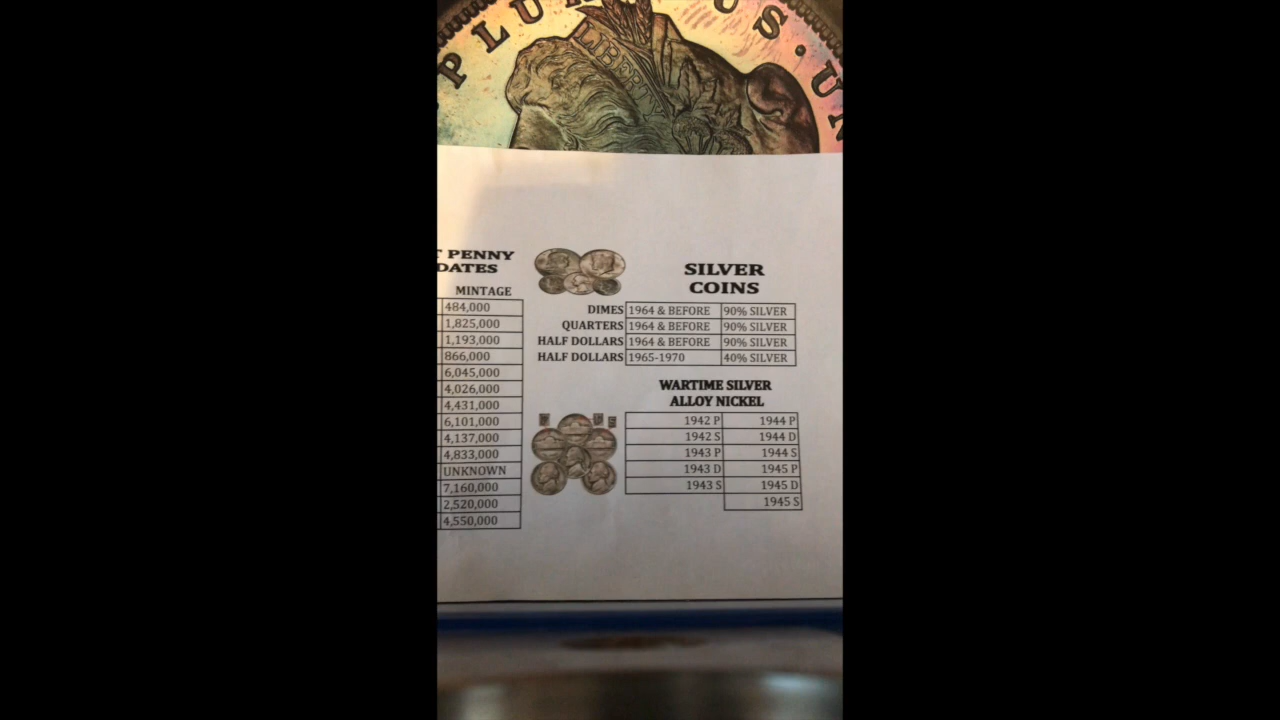 PLUR US · UN
LIBERTY
T PENNY
DATES
MINTAGE
484,000
1,825,000
1,193,000
866,000
6,045,000
4,026,000
4,431,000
6,101,000
4,137,000
4,833,000
UNKNOWN
7,160,000
2,520,000
4,550,000
SILVER
COINS
DIMES 1964 & BEFORE 90% SILVER
QUARTERS 1964 & BEFORE 90% SILVER
HALF DOLLARS 1964 & BEFORE 90% SILVER
HALF DOLLARS 1965-1970 40% SILVER
WARTIME SILVER
ALLOY NICKEL
1942 P 1944 P
1942 S 1944 D
1943 P 1944 S
1943 D 1945 P
1943 S 1945 D
1945 S